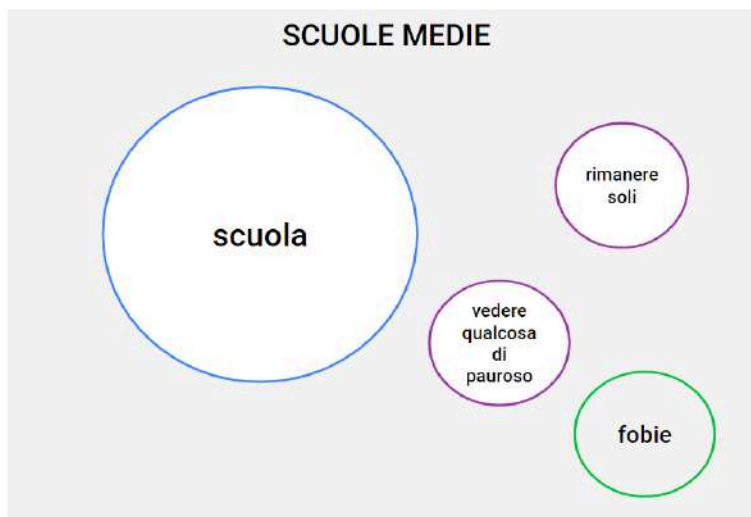 SCUOLE MEDIE
scuola
rimanere
soli
vedere
qualcosa
di
pauroso
fobie